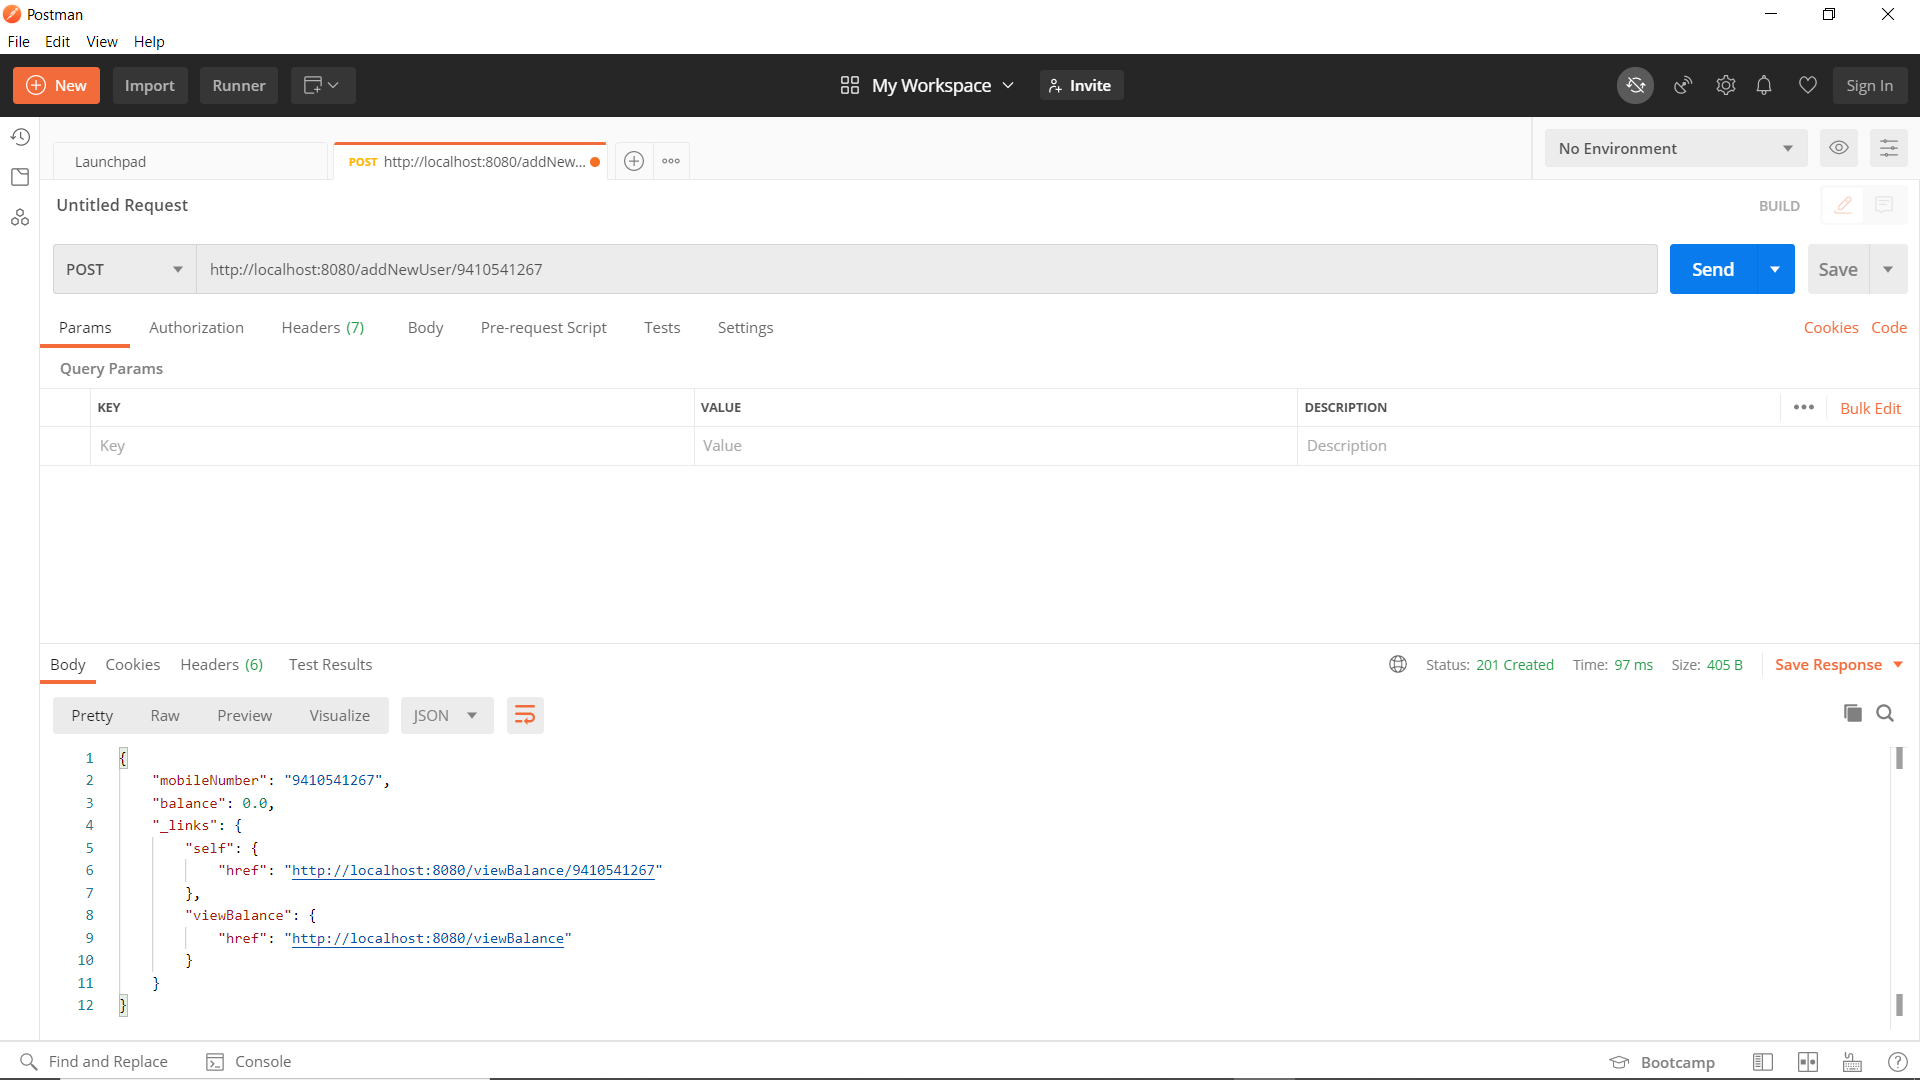 Postman
File Edit View Help
New Import Runner My Workspace Invite Sign In
Launchpad POST http://localhost:8080/addNew... No Environment
Untitled Request BUILD
POST http://localhost:8080/addNewUser/9410541267 Send Save
Params Authorization Headers (7) Body Pre-request Script Tests Settings Cookies Code
Query Params
KEY VALUE DESCRIPTION Bulk Edit
Key Value Description
Body Cookies Headers (6) Test Results Status: 201 Created Time: 97 ms Size: 405 B Save Response
Pretty Raw Preview Visualize JSON
1 {
2 "mobileNumber": "9410541267",
3 "balance": 0.0,
4 "_links": {
5 "self": {
6 "href": "http://localhost:8080/viewBalance/9410541267"
7 },
8 "viewBalance": {
9 "href": "http://localhost:8080/viewBalance"
10 }
11 }
12 }
Find and Replace Console Bootcamp